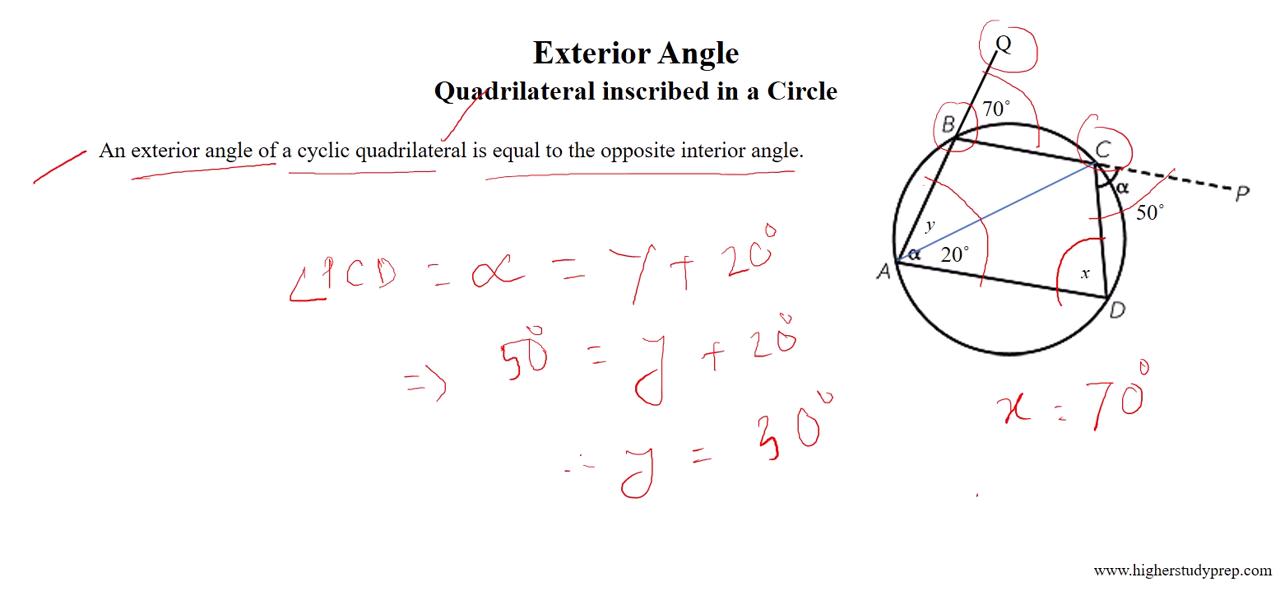 Exterior Angle
Quadrilateral inscribed in a Circle
An exterior angle of a cyclic quadrilateral is equal to the opposite interior angle.
∠PCD = α = y + 20°
⇒ 50° = y + 20°
∴ y = 30°
Q
B 70°
C
α
P
50°
y
A α 20°
x
D
x = 70°
www.higherstudyprep.com